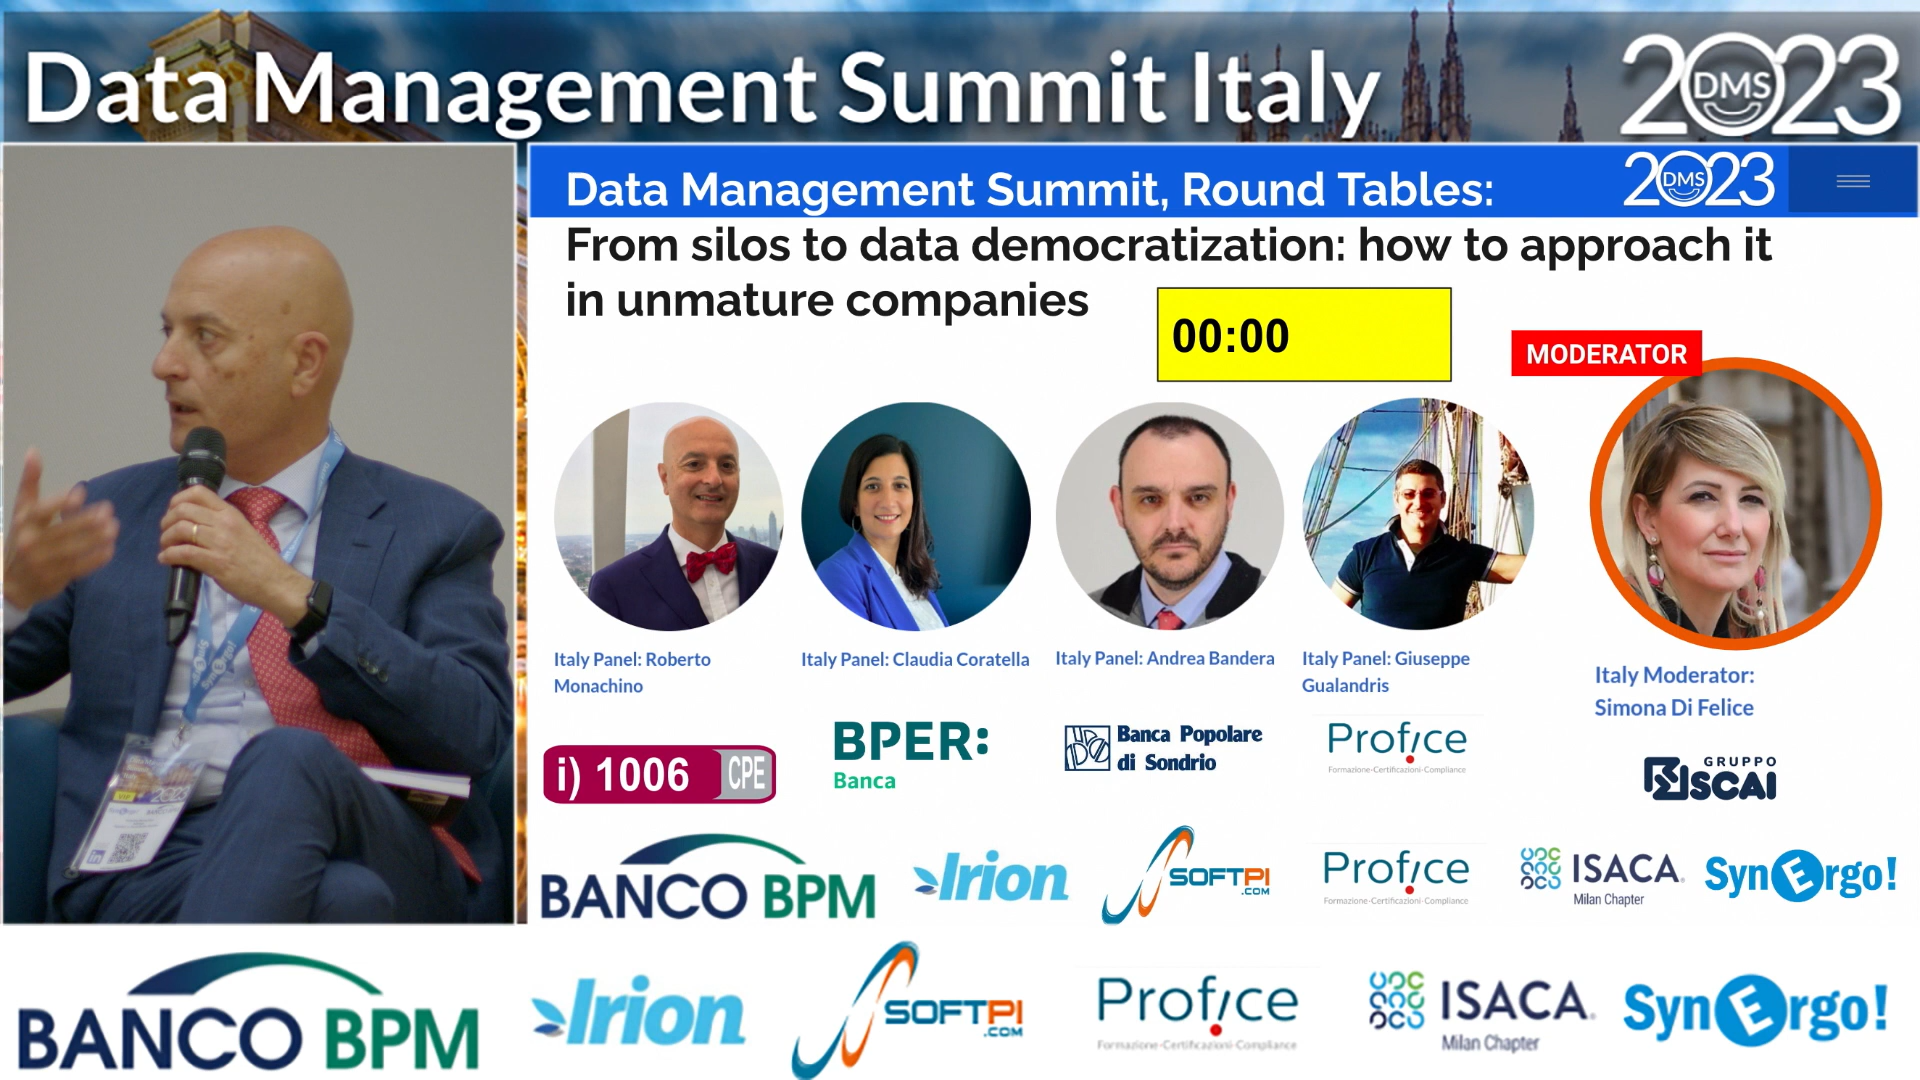 Data Management Summit Italy
2023
DMS
Data Management Summit, Round Tables:
2023
DMS
From silos to data democratization: how to approach it
in unmature companies
00:00
MODERATOR
Italy Panel: Roberto
Monachino
Italy Panel: Claudia Coratella
Italy Panel: Andrea Bandera
Italy Panel: Giuseppe
Gualandris
Italy Moderator:
Simona Di Felice
i) 1006 CPE
BPER:
Banca
Banca Popolare
di Sondrio
Profice
Formazione-Certificazioni-Compliance
GRUPPO
SCAI
BANCO BPM
Irion
SOFTPI
.COM
Profice
Formazione-Certificazioni-Compliance
ISACA.
Milan Chapter
SynErgo!
BANCO BPM
Irion
SOFTPI
.COM
Profice
Formazione-Certificazioni-Compliance
ISACA.
Milan Chapter
SynErgo!